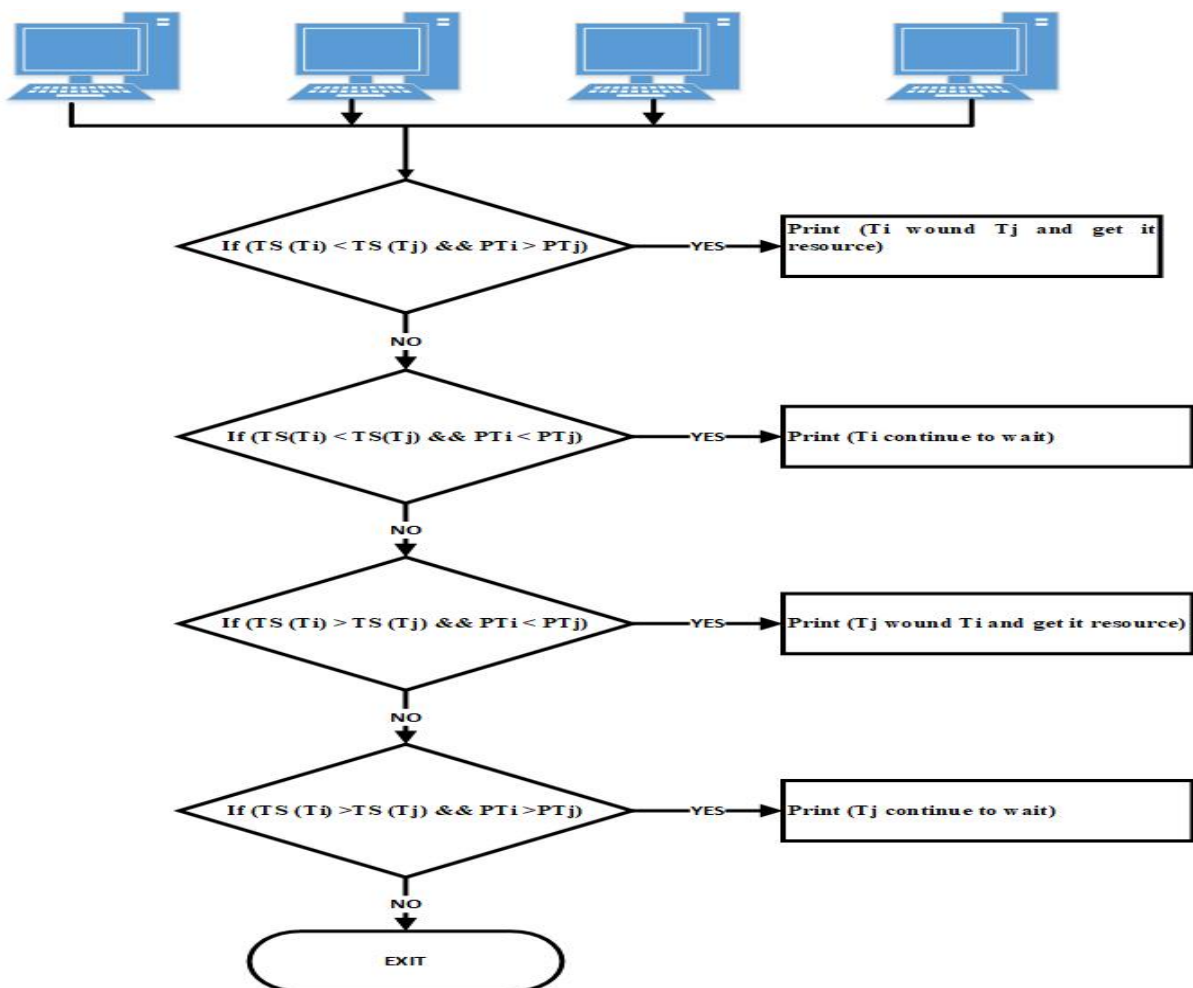 If (TS (Ti) < TS (Tj) && PTi > PTj)
YES
Print (Ti wound Tj and get it
resource)
NO
If (TS(Ti) < TS(Tj) && PTi < PTj)
YES
Print (Ti continue to wait)
NO
If (TS (Ti) > TS (Tj) && PTi < PTj)
YES
Print (Tj wound Ti and get it resource)
NO
If (TS (Ti) >TS (Tj) && PTi >PTj)
YES
Print (Tj continue to wait)
NO
EXIT